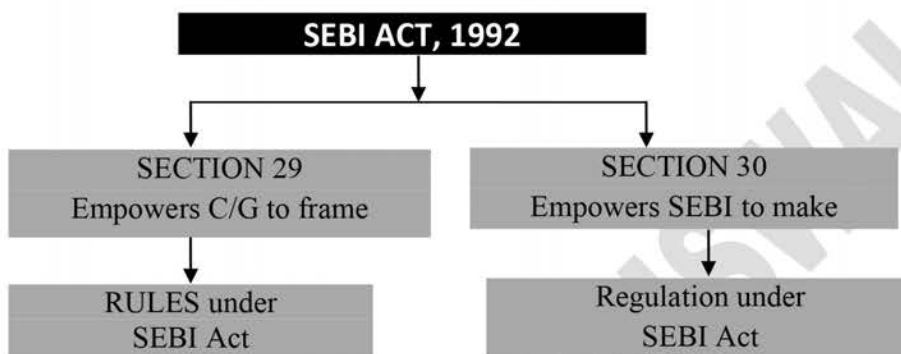 SEBI ACT, 1992
SECTION 29
Empowers C/G to frame
SECTION 30
Empowers SEBI to make
RULES under
SEBI Act
Regulation under
SEBI Act